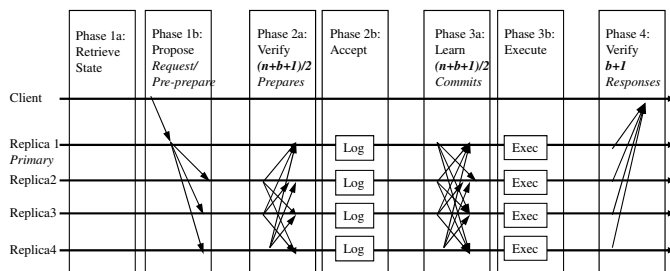 Phase 1a:
Retrieve
State
Phase 1b:
Propose
Request/
Pre-prepare
Phase 2a:
Verify
(n+b+1)/2
Prepares
Phase 2b:
Accept
Phase 3a:
Learn
(n+b+1)/2
Commits
Phase 3b:
Execute
Phase 4:
Verify
b+1
Responses
Client
Replica 1
Primary
Log
Exec
Replica2
Log
Exec
Replica3
Log
Exec
Replica4
Log
Exec